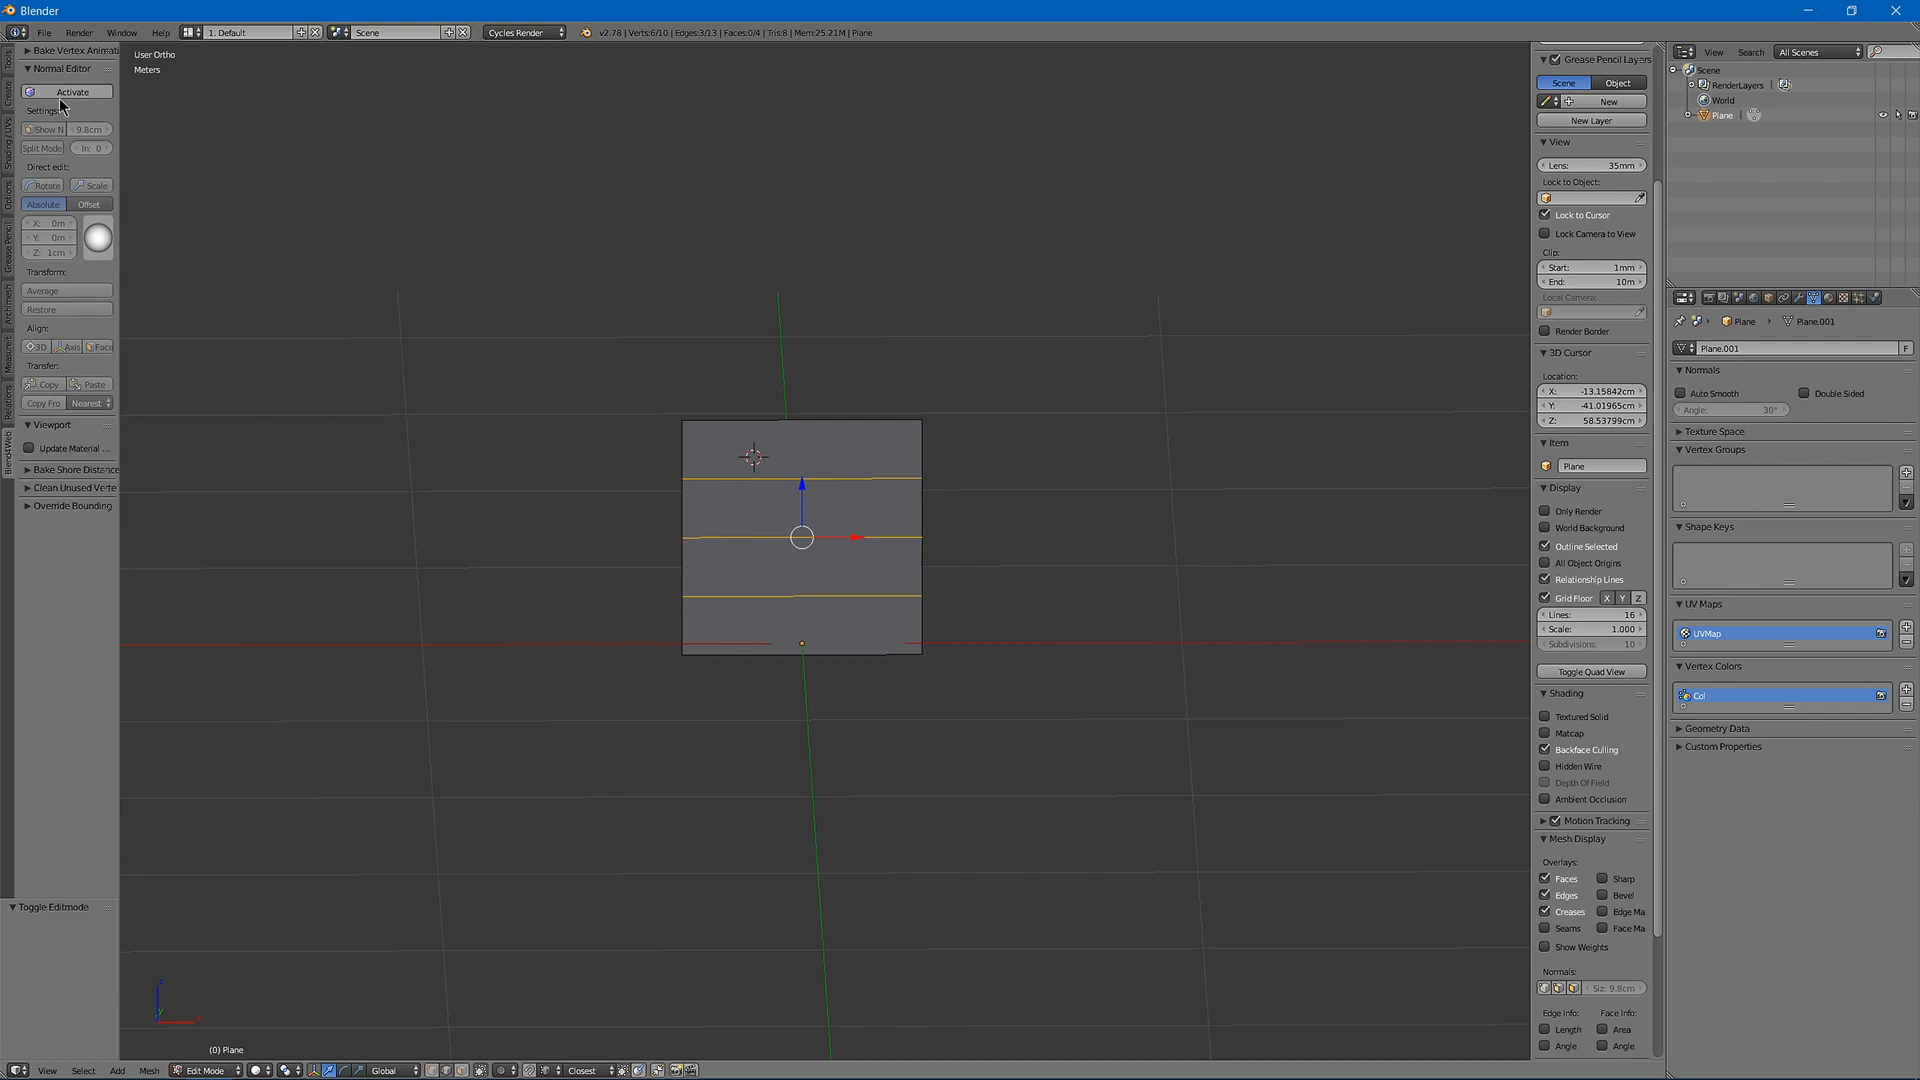 Blender
File Render Window Help 1. Default Scene Cycles Render v2.78 | Verts:6/10 | Edges:3/13 | Faces:0/4 | Tris:8 | Mem:25.21M | Plane
Tools
Create
Shading / UVs
Options
Grease Pencil
Archimesh
Measureit
Relations
Blend4Web
Bake Vertex Animati
Normal Editor
Activate
Settings:
Show N 9.8cm
Split Mode In: 0
Direct edit:
Rotate Scale
Absolute Offset
X: 0m
Y: 0m
Z: 1cm
Transform:
Average
Restore
Align:
3D Axis Face
Transfer:
Copy Paste
Copy Fro Nearest
Viewport
Update Material ...
Bake Shore Distance
Clean Unused Verte
Override Bounding
Toggle Editmode
User Ortho
Meters
z
y
x
(0) Plane
View Select Add Mesh Edit Mode Global Closest
Grease Pencil Layers
Scene Object
New
New Layer
View
Lens: 35mm
Lock to Object:
Lock to Cursor
Lock Camera to View
Clip:
Start: 1mm
End: 10m
Local Camera:
Render Border
3D Cursor
Location:
X: -13.15842cm
Y: -41.01965cm
Z: 58.53799cm
Item
Plane
Display
Only Render
World Background
Outline Selected
All Object Origins
Relationship Lines
Grid Floor X Y Z
Lines: 16
Scale: 1.000
Subdivisions: 10
Toggle Quad View
Shading
Textured Solid
Matcap
Backface Culling
Hidden Wire
Depth Of Field
Ambient Occlusion
Motion Tracking
Mesh Display
Overlays:
Faces Sharp
Edges Bevel
Creases Edge Ma
Seams Face Ma
Show Weights
Normals:
Siz: 9.8cm
Edge Info: Face Info:
Length Area
Angle Angle
View Search All Scenes
Scene
RenderLayers |
World
Plane |
Plane Plane.001
Plane.001 F
Normals
Auto Smooth Double Sided
Angle: 30°
Texture Space
Vertex Groups
Shape Keys
UV Maps
UVMap
Vertex Colors
Col
Geometry Data
Custom Properties